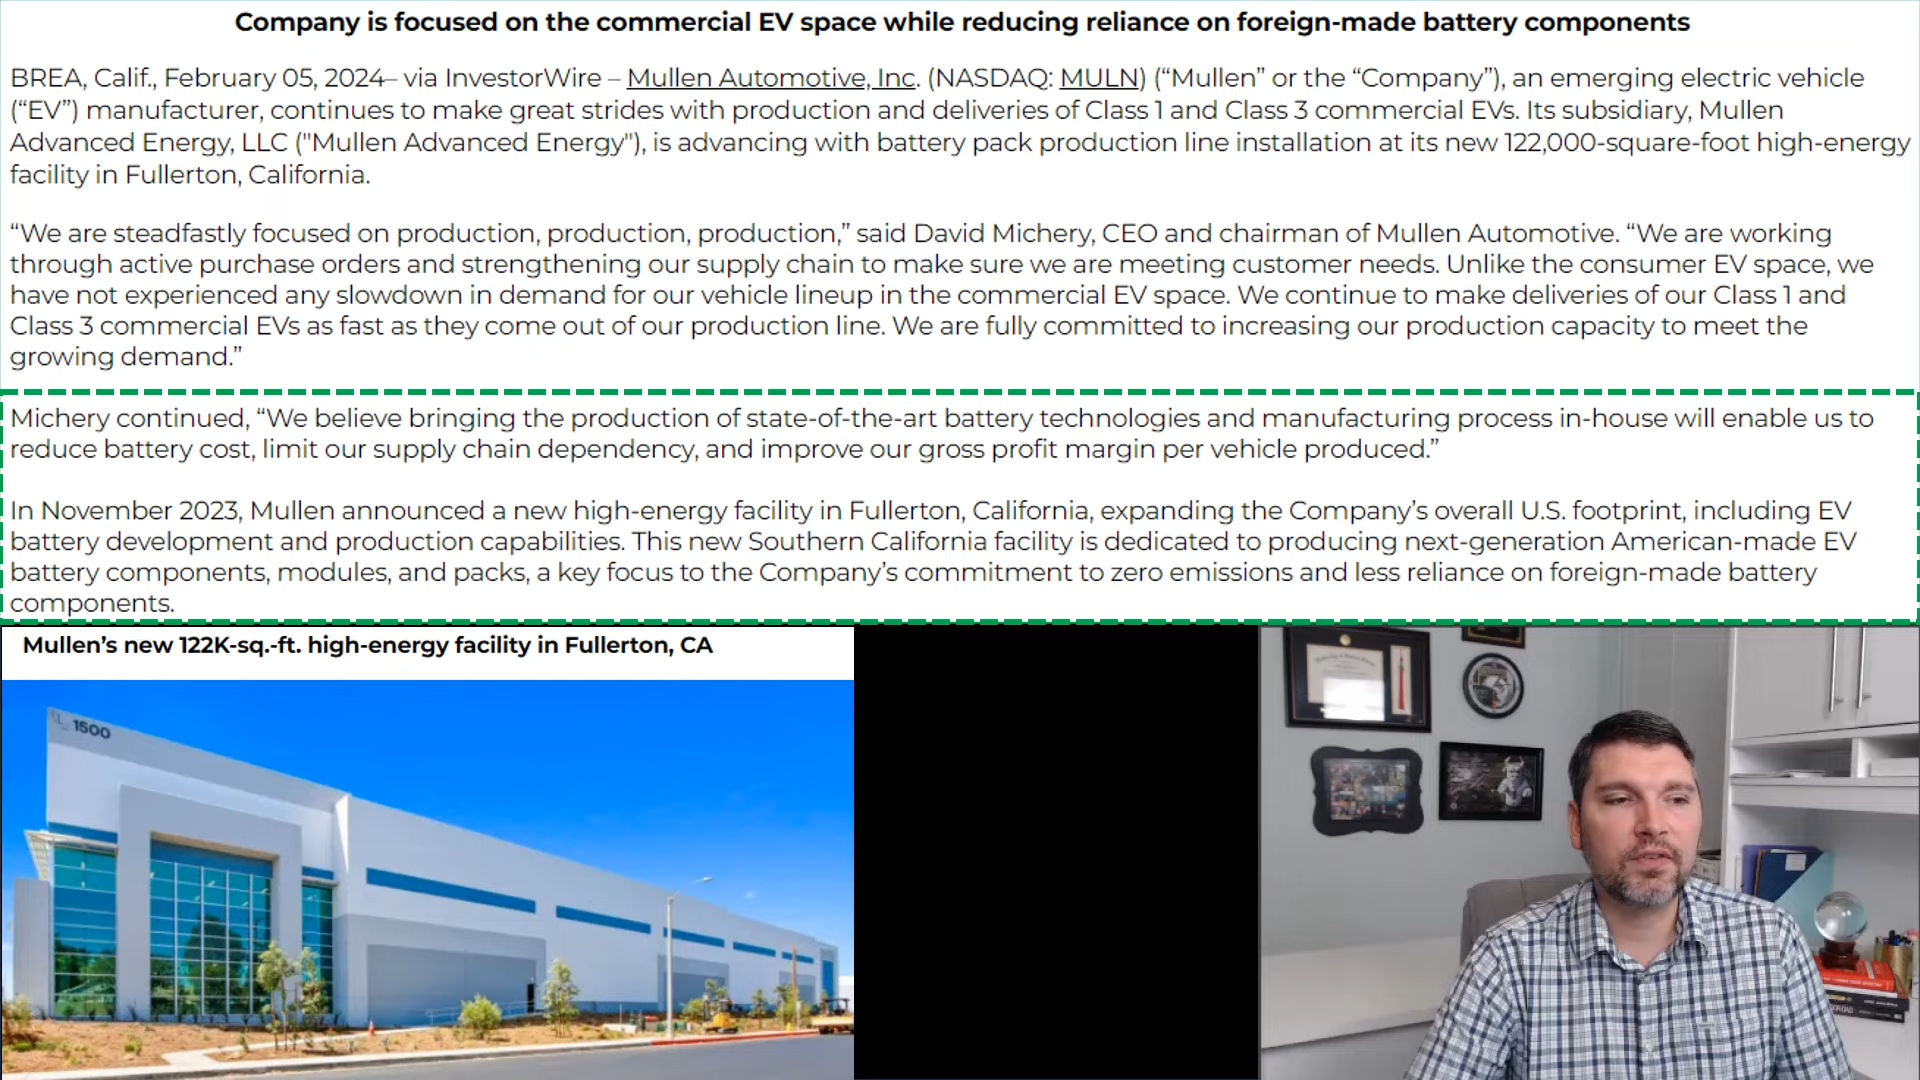 Company is focused on the commercial EV space while reducing reliance on foreign-made battery components
BREA, Calif., February 05, 2024– via InvestorWire – Mullen Automotive, Inc. (NASDAQ: MULN) (“Mullen” or the “Company”), an emerging electric vehicle
(“EV”) manufacturer, continues to make great strides with production and deliveries of Class 1 and Class 3 commercial EVs. Its subsidiary, Mullen
Advanced Energy, LLC ("Mullen Advanced Energy"), is advancing with battery pack production line installation at its new 122,000-square-foot high-energy
facility in Fullerton, California.
“We are steadfastly focused on production, production, production,” said David Michery, CEO and chairman of Mullen Automotive. “We are working
through active purchase orders and strengthening our supply chain to make sure we are meeting customer needs. Unlike the consumer EV space, we
have not experienced any slowdown in demand for our vehicle lineup in the commercial EV space. We continue to make deliveries of our Class 1 and
Class 3 commercial EVs as fast as they come out of our production line. We are fully committed to increasing our production capacity to meet the
growing demand.”
Michery continued, “We believe bringing the production of state-of-the-art battery technologies and manufacturing process in-house will enable us to
reduce battery cost, limit our supply chain dependency, and improve our gross profit margin per vehicle produced.”
In November 2023, Mullen announced a new high-energy facility in Fullerton, California, expanding the Company’s overall U.S. footprint, including EV
battery development and production capabilities. This new Southern California facility is dedicated to producing next-generation American-made EV
battery components, modules, and packs, a key focus to the Company’s commitment to zero emissions and less reliance on foreign-made battery
components.
Mullen’s new 122K-sq.-ft. high-energy facility in Fullerton, CA
1500